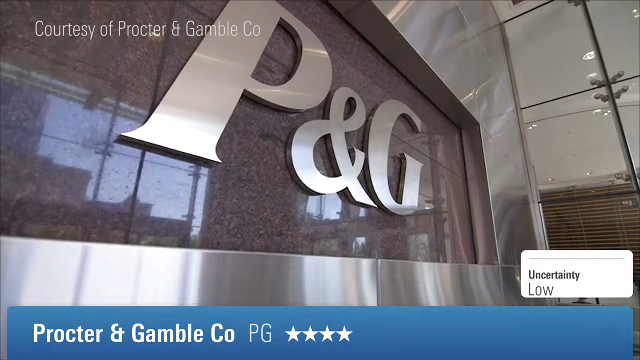 Courtesy of Procter & Gamble Co
P&G
Uncertainty
Low
Procter & Gamble Co PG ★★★★